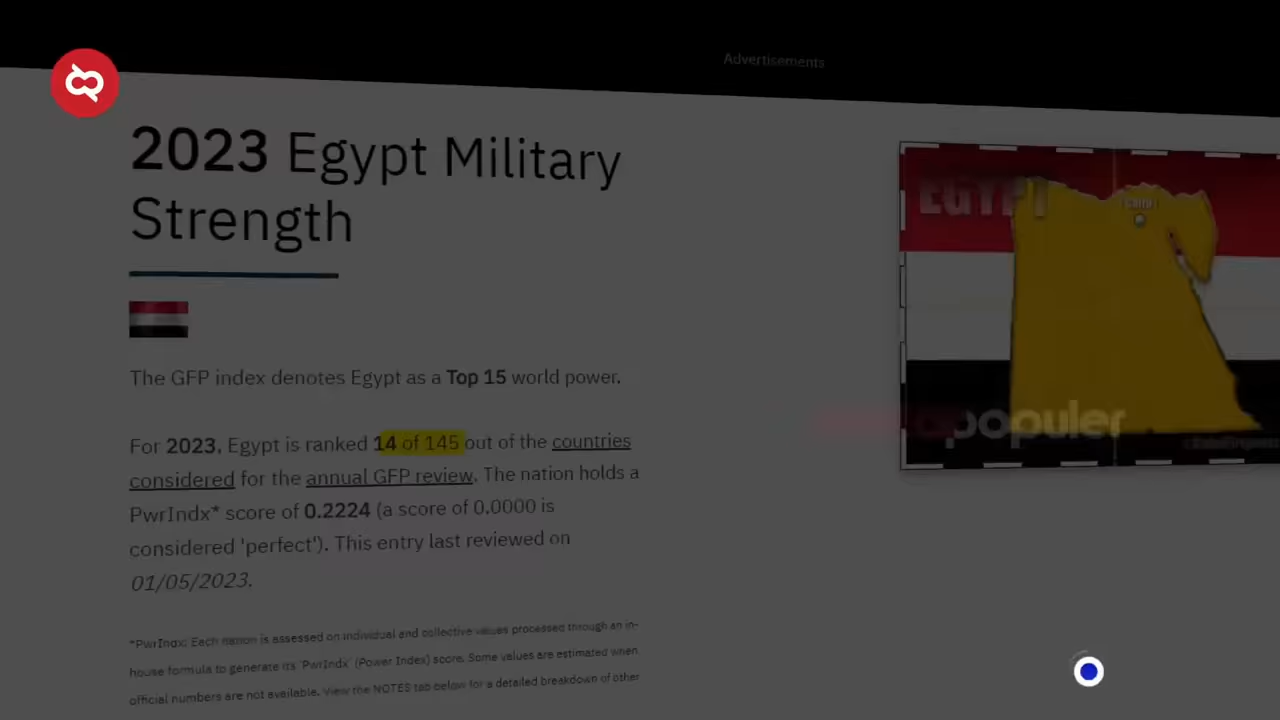 Advertisements
2023 Egypt Military
Strength
EGYPT
CAIRO
The GFP index denotes Egypt as a Top 15 world power.
For 2023, Egypt is ranked 14 of 145 out of the countries
considered for the annual GFP review. The nation holds a
PwrIndx* score of 0.2224 (a score of 0.0000 is
considered 'perfect'). This entry last reviewed on
01/05/2023.
populer
*PwrIndx: Each nation is assessed on individual and collective values processed through an in-
house formula to generate its 'PwrIndx' (Power Index) score. Some values are estimated when
official numbers are not available. View the NOTES tab below for a detailed breakdown of other